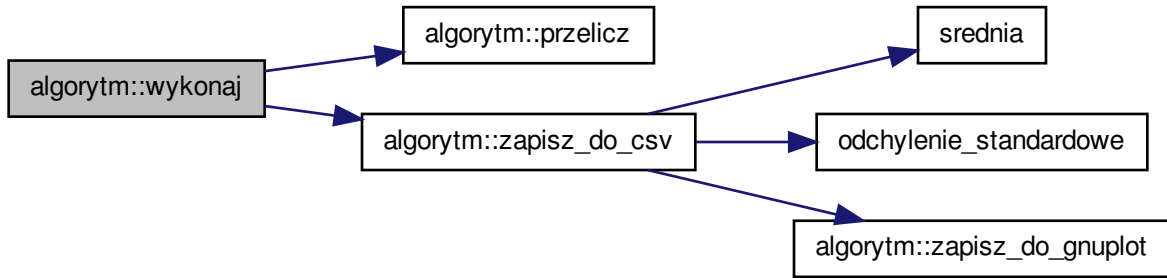 algorytm::wykonaj
algorytm::przelicz
algorytm::zapisz_do_csv
srednia
odchylenie_standardowe
algorytm::zapisz_do_gnuplot